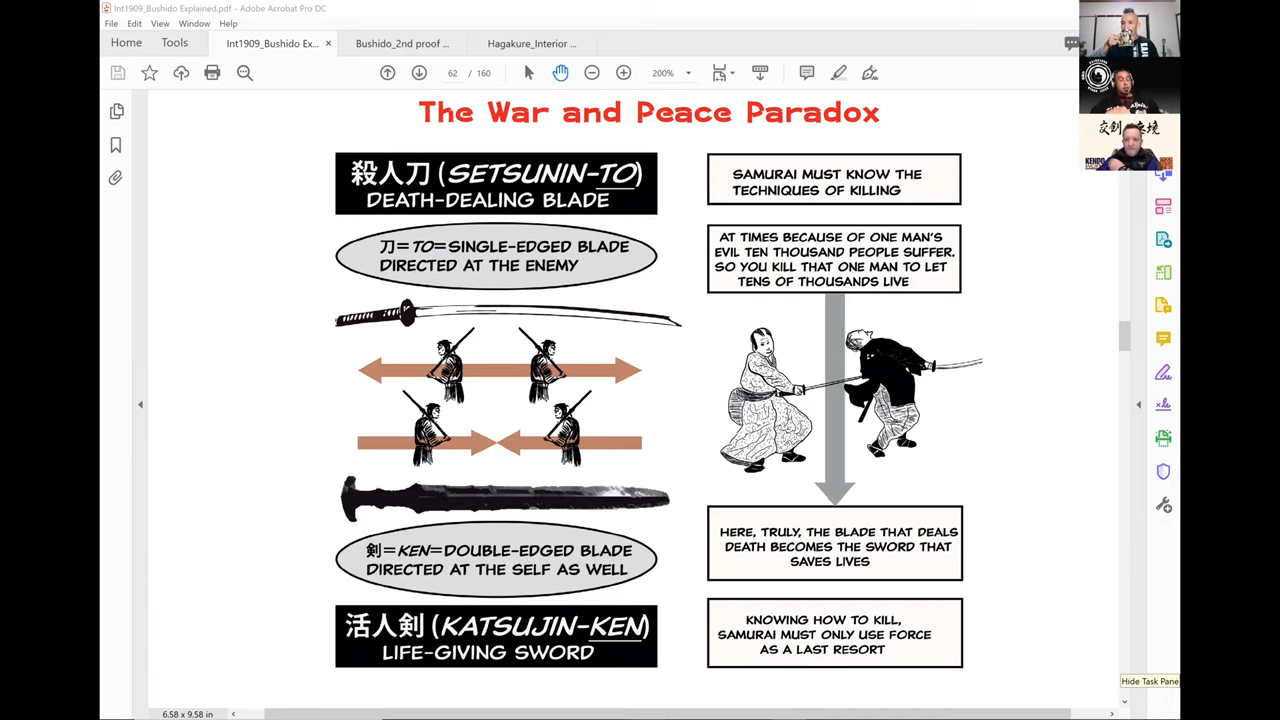 Int1909_Bushido Explained.pdf - Adobe Acrobat Pro DC
File Edit View Window Help
Home Tools Int1909_Bushido Ex... × Bushido_2nd proof ... Hagakure_Interior ...
62 / 160 200%
The War and Peace Paradox
殺人刀 (SETSUNIN-TO)
DEATH-DEALING BLADE
刀=TO=SINGLE-EDGED BLADE
DIRECTED AT THE ENEMY
剣=KEN=DOUBLE-EDGED BLADE
DIRECTED AT THE SELF AS WELL
活人剣 (KATSUJIN-KEN)
LIFE-GIVING SWORD
SAMURAI MUST KNOW THE
TECHNIQUES OF KILLING
AT TIMES BECAUSE OF ONE MAN'S
EVIL TEN THOUSAND PEOPLE SUFFER.
SO YOU KILL THAT ONE MAN TO LET
TENS OF THOUSANDS LIVE
HERE, TRULY, THE BLADE THAT DEALS
DEATH BECOMES THE SWORD THAT
SAVES LIVES
KNOWING HOW TO KILL,
SAMURAI MUST ONLY USE FORCE
AS A LAST RESORT
KENDO
Hide Task Pane
6.58 x 9.58 in